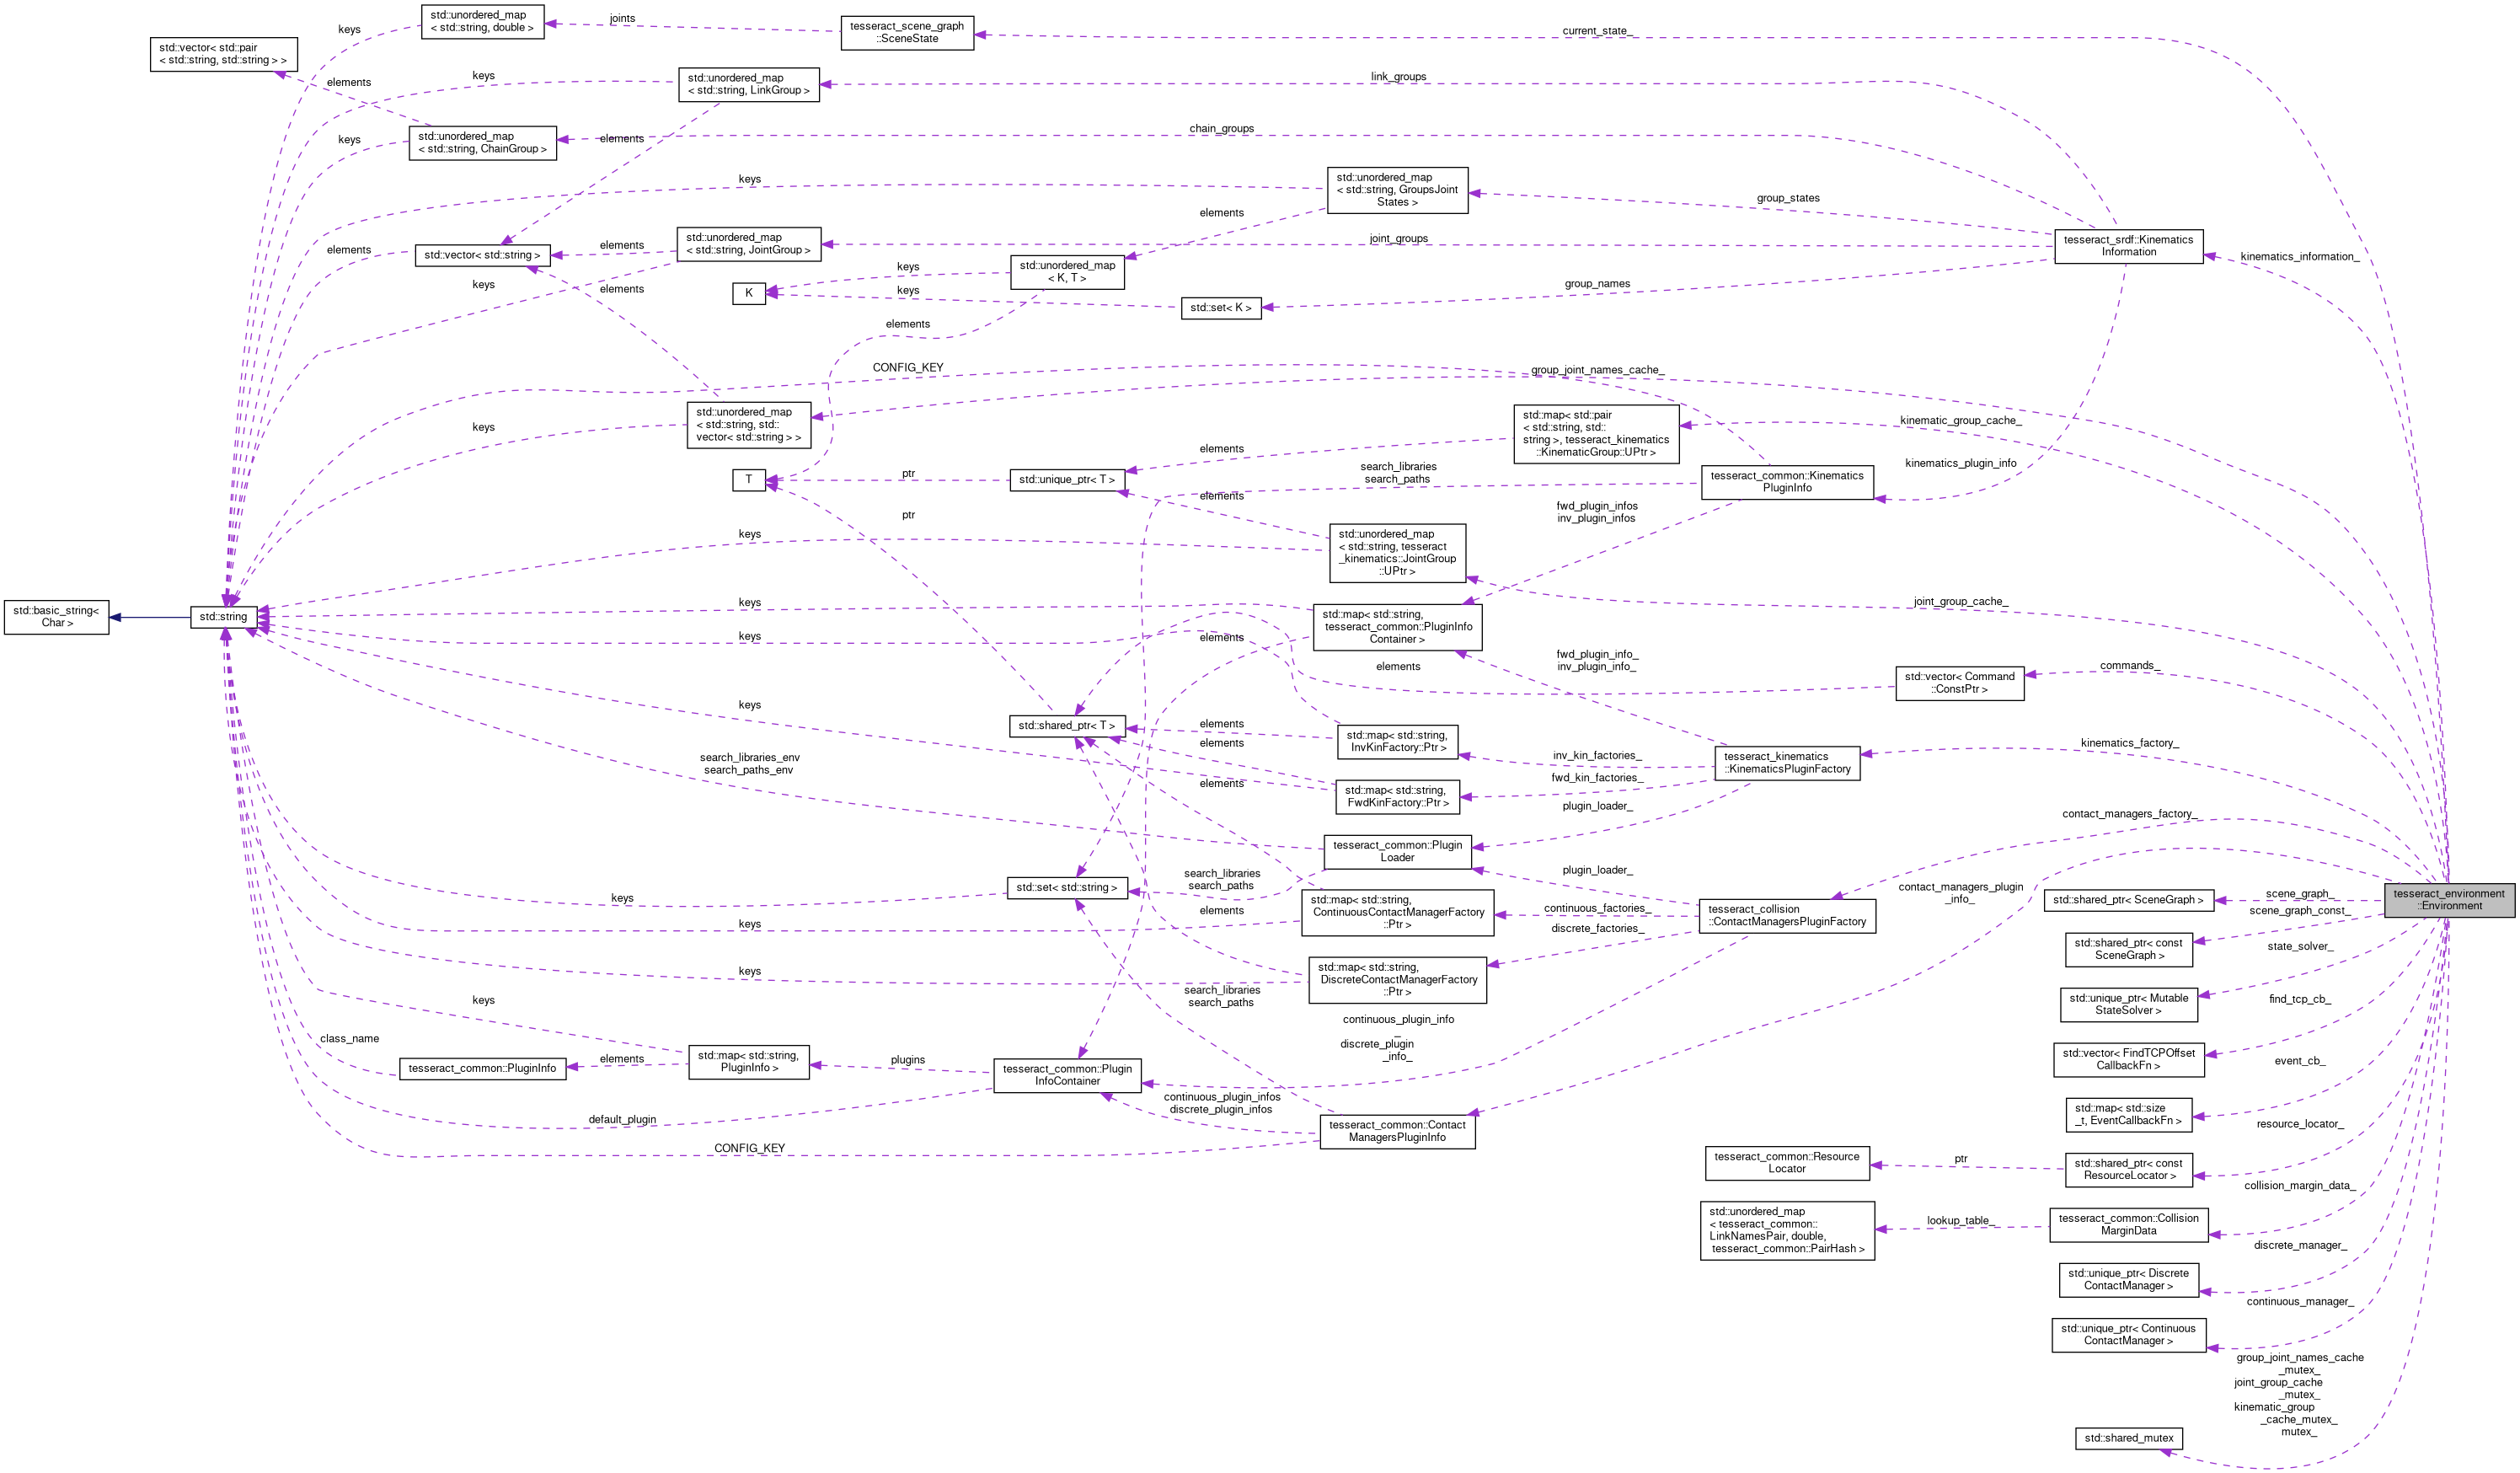 std::unordered_map
< std::string, double >
joints
tesseract_scene_graph
::SceneState
current_state_
keys
std::vector< std::pair
< std::string, std::string > >
elements
keys
std::unordered_map
< std::string, LinkGroup >
link_groups
std::unordered_map
< std::string, ChainGroup >
keys
elements
chain_groups
keys
std::unordered_map
< std::string, GroupsJoint
States >
group_states
elements
elements
std::vector< std::string >
elements
std::unordered_map
< std::string, JointGroup >
joint_groups
tesseract_srdf::Kinematics
Information
kinematics_information_
keys
elements
K
keys
keys
std::unordered_map
< K, T >
std::set< K >
group_names
elements
CONFIG_KEY
group_joint_names_cache_
keys
std::unordered_map
< std::string, std::
vector< std::string > >
std::map< std::pair
< std::string, std::
string >, tesseract_kinematics
::KinematicGroup::UPtr >
kinematic_group_cache_
elements
T
ptr
std::unique_ptr< T >
search_libraries
search_paths
tesseract_common::Kinematics
PluginInfo
kinematics_plugin_info
elements
ptr
fwd_plugin_infos
inv_plugin_infos
keys
std::unordered_map
< std::string, tesseract
_kinematics::JointGroup
::UPtr >
joint_group_cache_
std::basic_string<
Char >
std::string
keys
keys
elements
std::map< std::string,
tesseract_common::PluginInfo
Container >
fwd_plugin_info_
inv_plugin_info_
elements
std::vector< Command
::ConstPtr >
commands_
keys
std::shared_ptr< T >
elements
elements
std::map< std::string,
InvKinFactory::Ptr >
inv_kin_factories_
tesseract_kinematics
::KinematicsPluginFactory
kinematics_factory_
search_libraries_env
search_paths_env
elements
std::map< std::string,
FwdKinFactory::Ptr >
fwd_kin_factories_
plugin_loader_
contact_managers_factory_
tesseract_common::Plugin
Loader
std::set< std::string >
keys
search_libraries
search_paths
plugin_loader_
contact_managers_plugin
_info_
tesseract_environment
::Environment
scene_graph_
std::shared_ptr< SceneGraph >
scene_graph_const_
keys
elements
std::map< std::string,
ContinuousContactManagerFactory
::Ptr >
continuous_factories_
discrete_factories_
tesseract_collision
::ContactManagersPluginFactory
std::shared_ptr< const
SceneGraph >
state_solver_
keys
std::map< std::string,
DiscreteContactManagerFactory
::Ptr >
keys
search_libraries
search_paths
std::unique_ptr< Mutable
StateSolver >
find_tcp_cb_
class_name
tesseract_common::PluginInfo
elements
std::map< std::string,
PluginInfo >
plugins
tesseract_common::Plugin
InfoContainer
continuous_plugin_info
_
discrete_plugin
_info_
std::vector< FindTCPOffset
CallbackFn >
event_cb_
default_plugin
continuous_plugin_infos
discrete_plugin_infos
std::map< std::size
_t, EventCallbackFn >
resource_locator_
CONFIG_KEY
tesseract_common::Contact
ManagersPluginInfo
tesseract_common::Resource
Locator
ptr
std::shared_ptr< const
ResourceLocator >
collision_margin_data_
std::unordered_map
< tesseract_common::
LinkNamesPair, double,
tesseract_common::PairHash >
lookup_table_
tesseract_common::Collision
MarginData
discrete_manager_
std::unique_ptr< Discrete
ContactManager >
continuous_manager_
std::unique_ptr< Continuous
ContactManager >
group_joint_names_cache
_mutex_
joint_group_cache
_mutex_
kinematic_group
_cache_mutex_
mutex_
std::shared_mutex